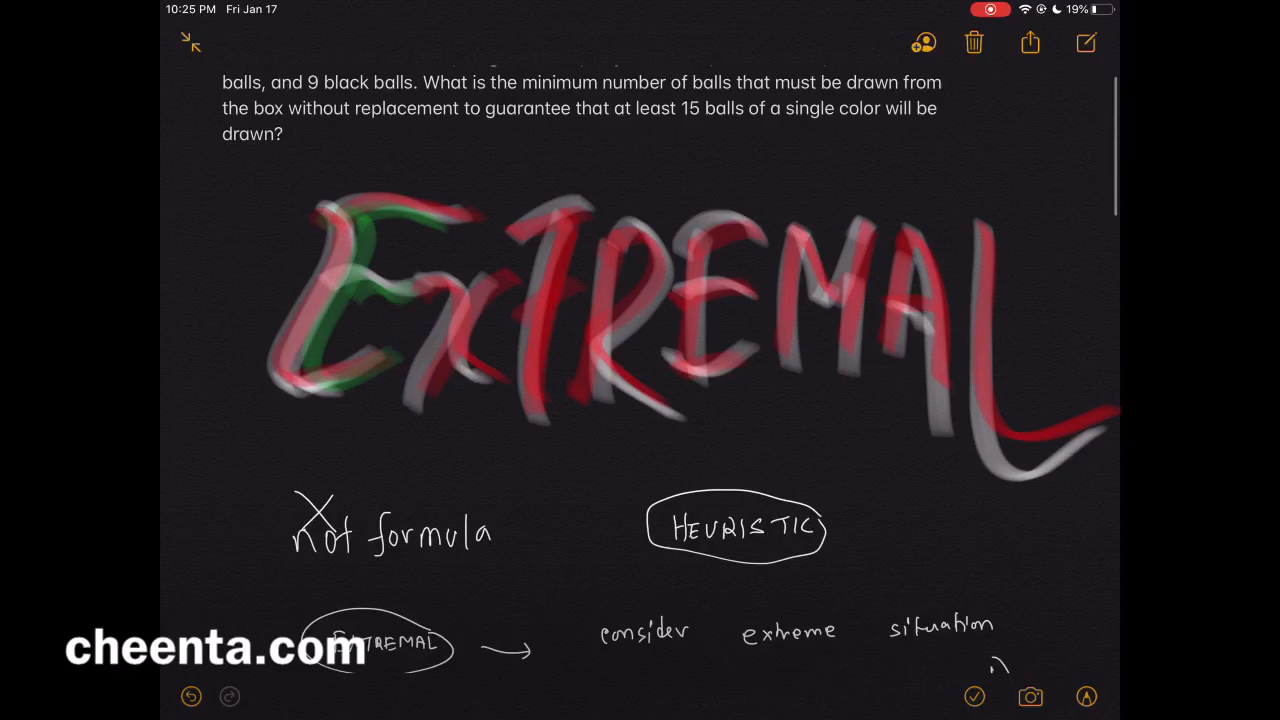 10:25 PM Fri Jan 17
19%
balls, and 9 black balls. What is the minimum number of balls that must be drawn from
the box without replacement to guarantee that at least 15 balls of a single color will be
drawn?
EXTREMAL
not formula
HEURISTIC
EXTREMAL → consider extreme situation
cheenta.com